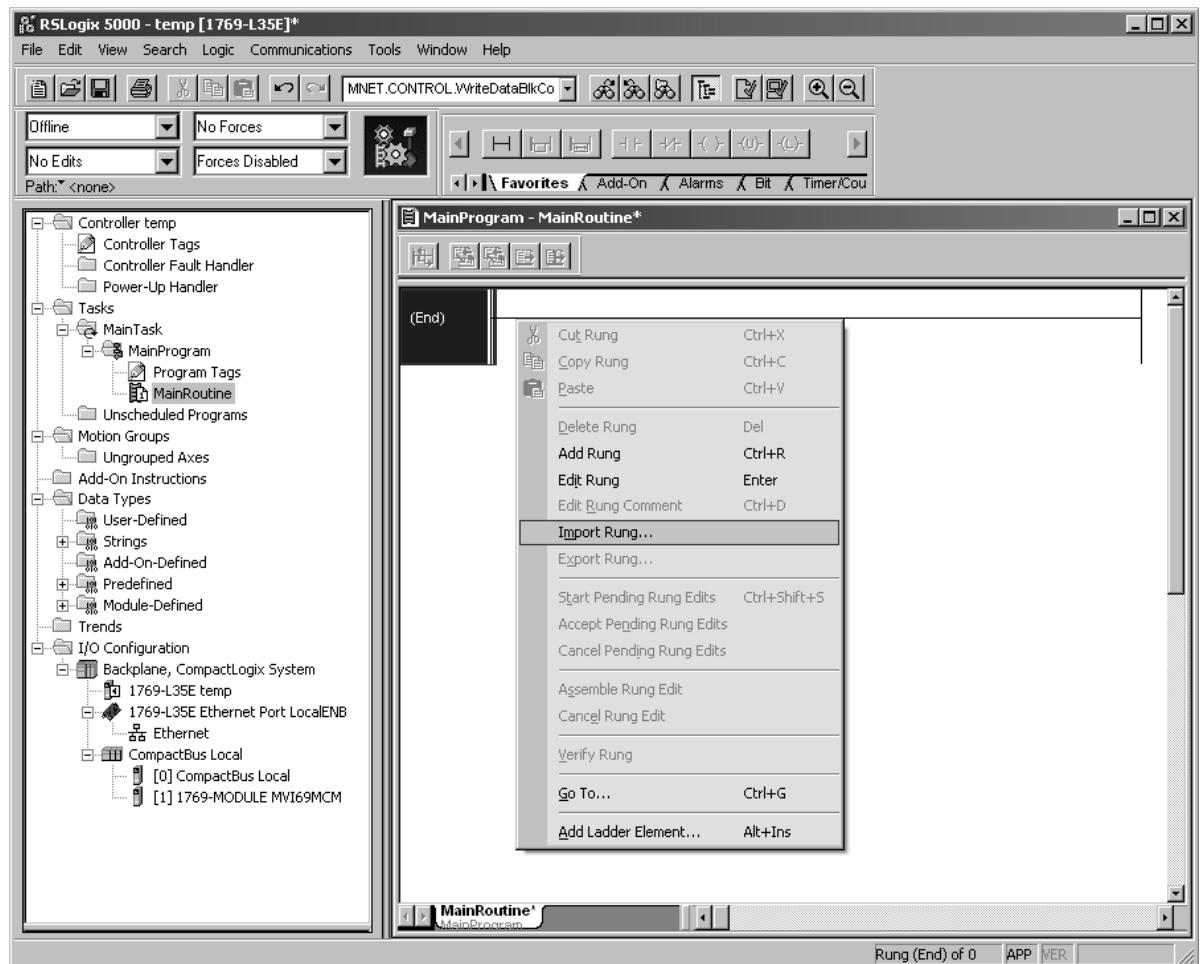 RSLogix 5000 - temp [1769-L35E]*
File Edit View Search Logic Communications Tools Window Help
MNET.CONTROL.WriteDataBlkCo
Offline
No Forces
No Edits
Forces Disabled
Path: <none>
Favorites Add-On Alarms Bit Timer/Cou
Controller temp
Controller Tags
Controller Fault Handler
Power-Up Handler
Tasks
MainTask
MainProgram
Program Tags
MainRoutine
Unscheduled Programs
Motion Groups
Ungrouped Axes
Add-On Instructions
Data Types
User-Defined
Strings
Add-On-Defined
Predefined
Module-Defined
Trends
I/O Configuration
Backplane, CompactLogix System
1769-L35E temp
1769-L35E Ethernet Port LocalENB
Ethernet
CompactBus Local
[0] CompactBus Local
[1] 1769-MODULE MVI69MCM
MainProgram - MainRoutine*
(End)
Cut Rung Ctrl+X
Copy Rung Ctrl+C
Paste Ctrl+V
Delete Rung Del
Add Rung Ctrl+R
Edit Rung Enter
Edit Rung Comment Ctrl+D
Import Rung...
Export Rung...
Start Pending Rung Edits Ctrl+Shift+S
Accept Pending Rung Edits
Cancel Pending Rung Edits
Assemble Rung Edit
Cancel Rung Edit
Verify Rung
Go To... Ctrl+G
Add Ladder Element... Alt+Ins
MainRoutine*
MainProgram
Rung (End) of 0 APP VER